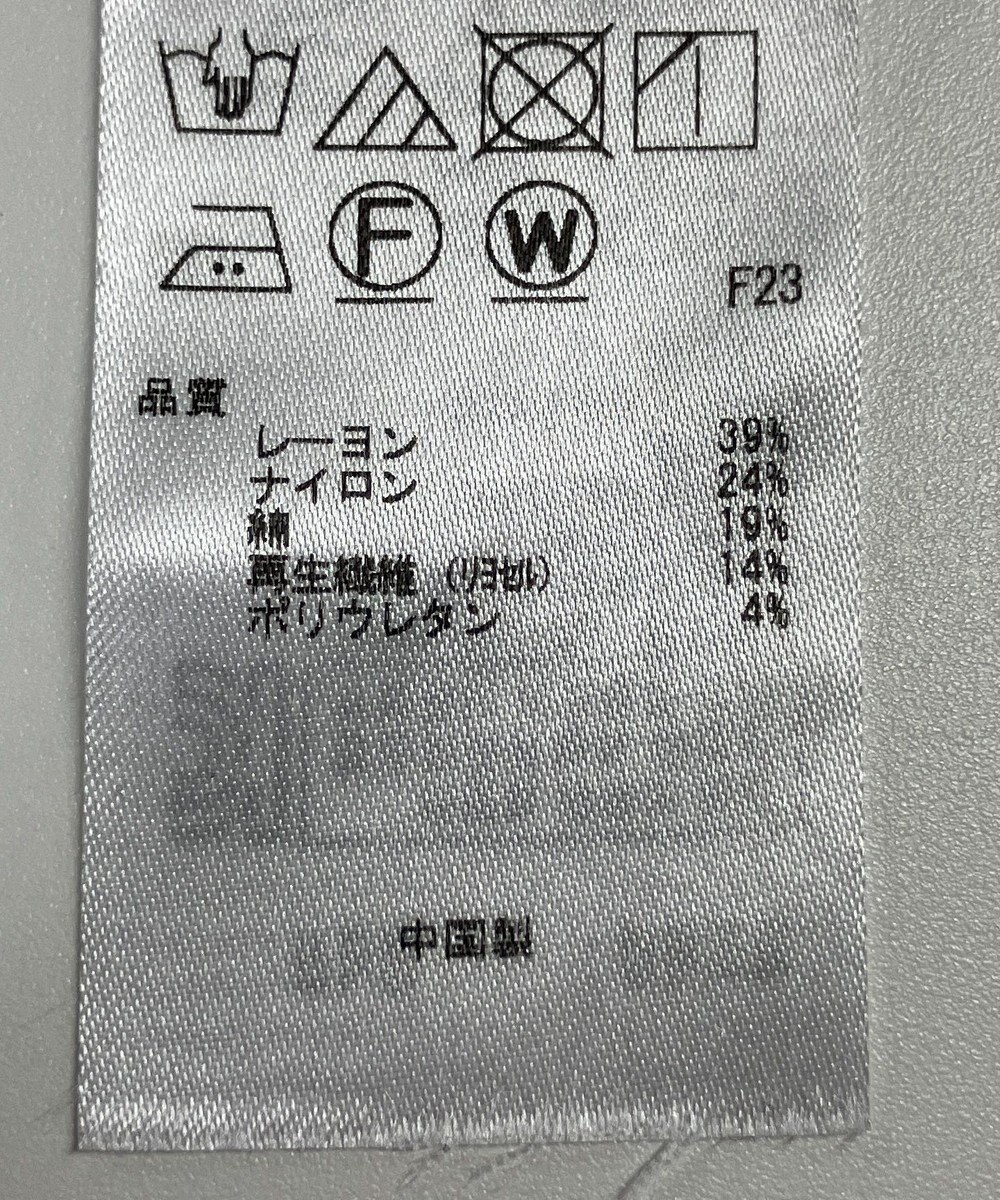 F W
F23
品質
レーヨン 39%
ナイロン 24%
綿 19%
再生繊維 (リヨセル) 14%
ポリウレタン 4%
中国製